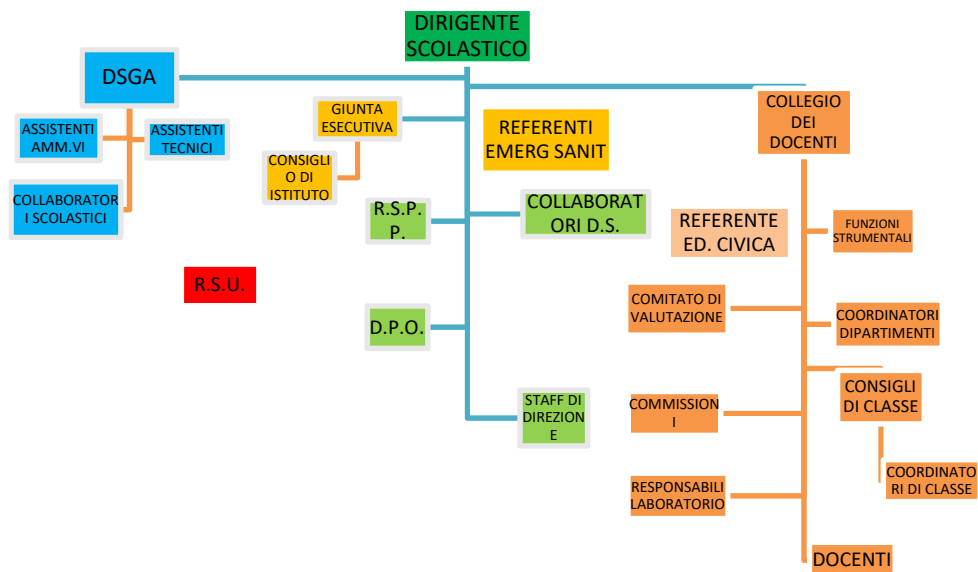 DIRIGENTE
SCOLASTICO
DSGA
ASSISTENTI
AMM.VI
ASSISTENTI
TECNICI
COLLABORATOR
I SCOLASTICI
GIUNTA
ESECUTIVA
CONSIGLI
O DI
ISTITUTO
REFERENTI
EMERG SANIT
COLLEGIO
DEI
DOCENTI
R.S.P.
P.
COLLABORAT
ORI D.S.
REFERENTE
ED. CIVICA
FUNZIONI
STRUMENTALI
R.S.U.
D.P.O.
COMITATO DI
VALUTAZIONE
COORDINATORI
DIPARTIMENTI
STAFF DI
DIREZION
E
COMMISSION
I
CONSIGLI
DI CLASSE
RESPONSABILI
LABORATORIO
COORDINATO
RI DI CLASSE
DOCENTI